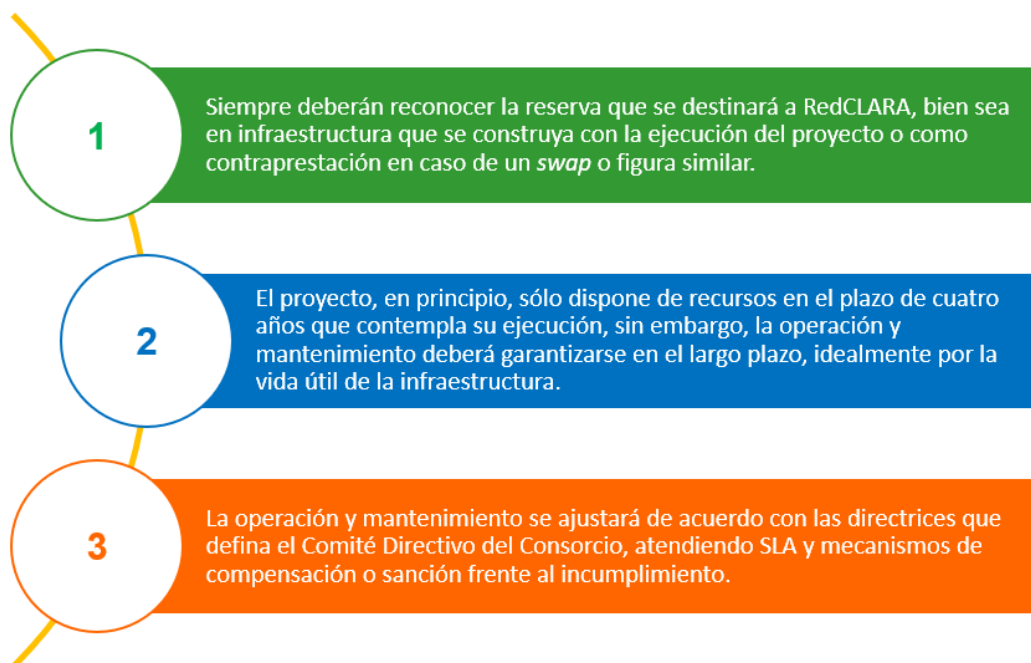 1
Siempre deberán reconocer la reserva que se destinará a RedCLARA, bien sea
en infraestructura que se construya con la ejecución del proyecto o como
contraprestación en caso de un swap o figura similar.
2
El proyecto, en principio, sólo dispone de recursos en el plazo de cuatro
años que contempla su ejecución, sin embargo, la operación y
mantenimiento deberá garantizarse en el largo plazo, idealmente por la
vida útil de la infraestructura.
3
La operación y mantenimiento se ajustará de acuerdo con las directrices que
defina el Comité Directivo del Consorcio, atendiendo SLA y mecanismos de
compensación o sanción frente al incumplimiento.